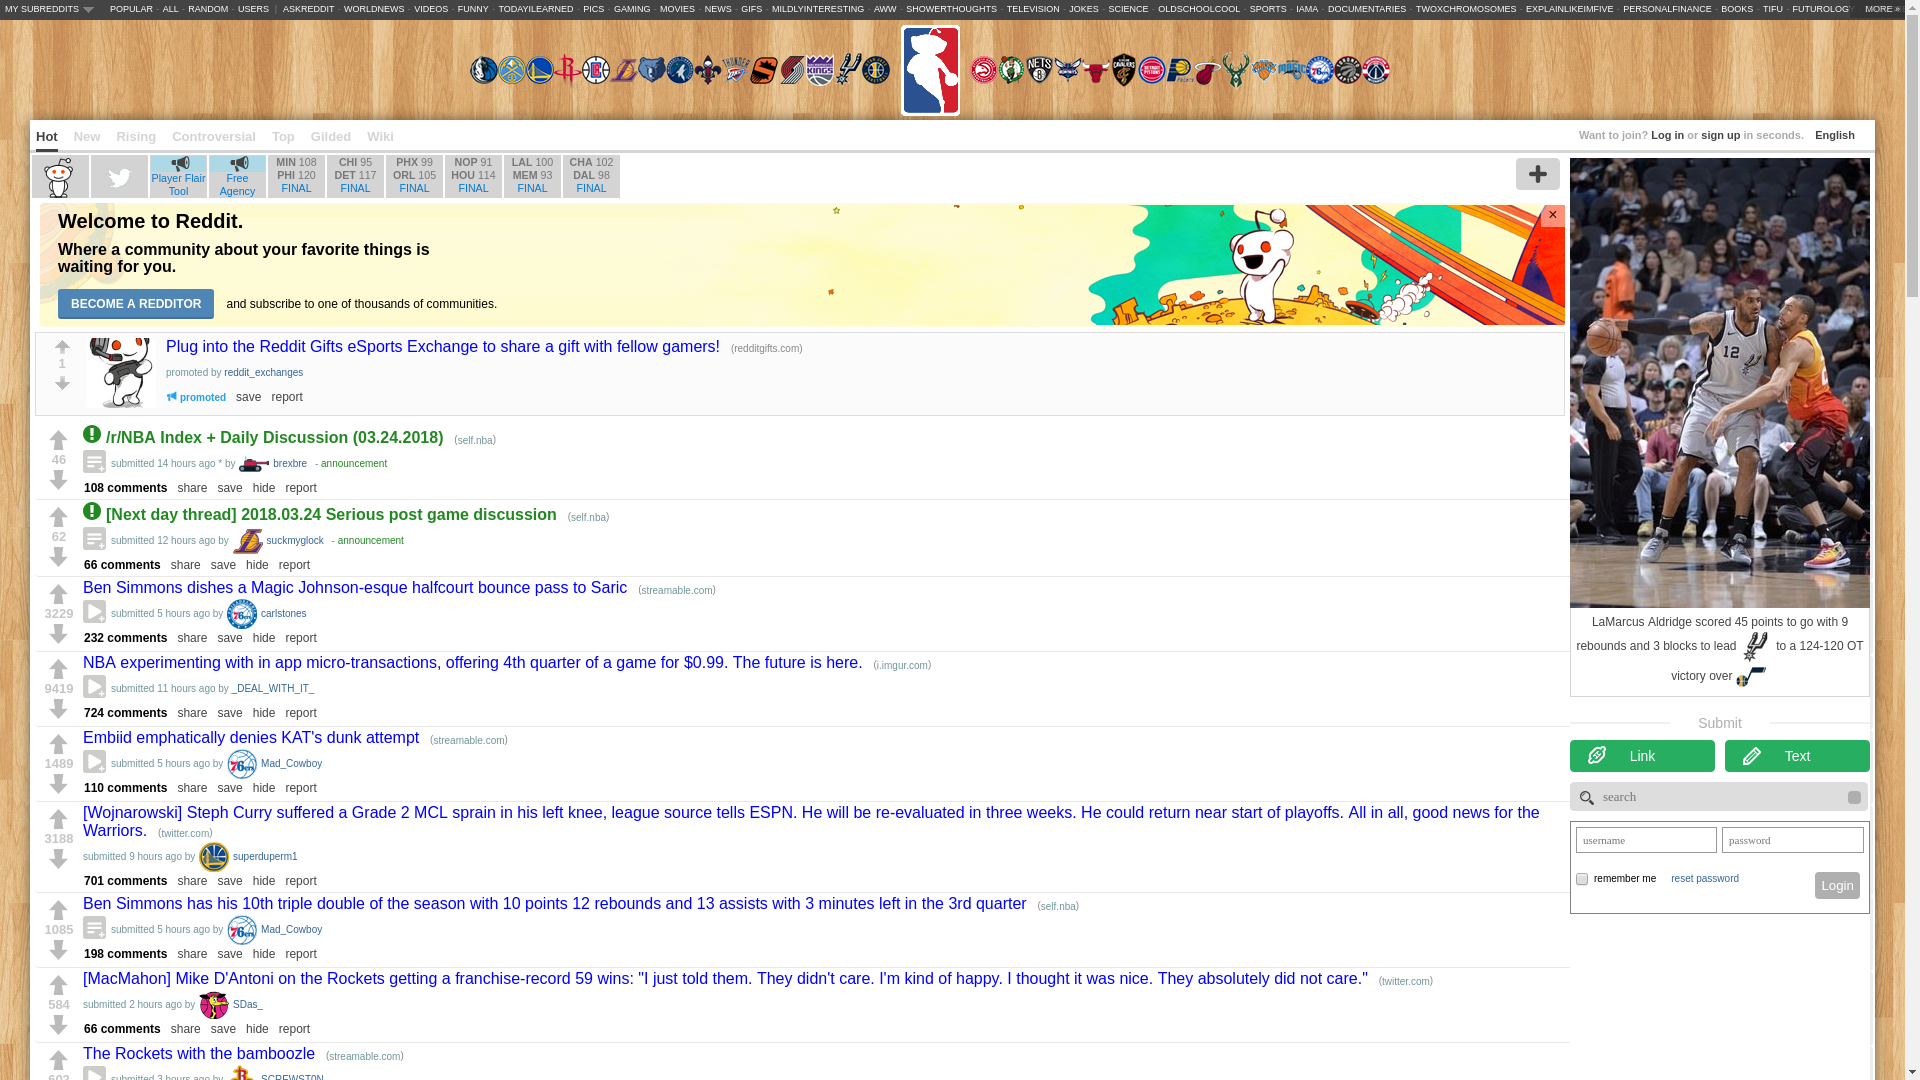 MY SUBREDDITS POPULAR - ALL - RANDOM - USERS | ASKREDDIT - WORLDNEWS - VIDEOS - FUNNY - TODAYILEARNED - PICS - GAMING - MOVIES - NEWS - GIFS - MILDLYINTERESTING - AWW - SHOWERTHOUGHTS - TELEVISION - JOKES - SCIENCE - OLDSCHOOLCOOL - SPORTS - IAMA - DOCUMENTARIES - TWOXCHROMOSOMES - EXPLAINLIKEIMFIVE - PERSONALFINANCE - BOOKS - TIFU - FUTUROLOGY MORE »
Hot New Rising Controversial Top Gilded Wiki
Want to join? Log in or sign up in seconds. English
Player Flair Tool
Free Agency
MIN 108
PHI 120
FINAL
CHI 95
DET 117
FINAL
PHX 99
ORL 105
FINAL
NOP 91
HOU 114
FINAL
LAL 100
MEM 93
FINAL
CHA 102
DAL 98
FINAL
Welcome to Reddit.
Where a community about your favorite things is
waiting for you.
BECOME A REDDITOR and subscribe to one of thousands of communities.
×
1
Plug into the Reddit Gifts eSports Exchange to share a gift with fellow gamers! (redditgifts.com)
promoted by reddit_exchanges
promoted save report
46
/r/NBA Index + Daily Discussion (03.24.2018) (self.nba)
submitted 14 hours ago * by brexbre - announcement
108 comments share save hide report
62
[Next day thread] 2018.03.24 Serious post game discussion (self.nba)
submitted 12 hours ago by suckmyglock - announcement
66 comments share save hide report
3229
Ben Simmons dishes a Magic Johnson-esque halfcourt bounce pass to Saric (streamable.com)
submitted 5 hours ago by carlstones
232 comments share save hide report
9419
NBA experimenting with in app micro-transactions, offering 4th quarter of a game for $0.99. The future is here. (i.imgur.com)
submitted 11 hours ago by _DEAL_WITH_IT_
724 comments share save hide report
1489
Embiid emphatically denies KAT's dunk attempt (streamable.com)
submitted 5 hours ago by Mad_Cowboy
110 comments share save hide report
3188
[Wojnarowski] Steph Curry suffered a Grade 2 MCL sprain in his left knee, league source tells ESPN. He will be re-evaluated in three weeks. He could return near start of playoffs. All in all, good news for the
Warriors. (twitter.com)
submitted 9 hours ago by superduperm1
701 comments share save hide report
1085
Ben Simmons has his 10th triple double of the season with 10 points 12 rebounds and 13 assists with 3 minutes left in the 3rd quarter (self.nba)
submitted 5 hours ago by Mad_Cowboy
198 comments share save hide report
584
[MacMahon] Mike D'Antoni on the Rockets getting a franchise-record 59 wins: "I just told them. They didn't care. I'm kind of happy. I thought it was nice. They absolutely did not care." (twitter.com)
submitted 2 hours ago by SDas_
66 comments share save hide report
602
The Rockets with the bamboozle (streamable.com)
submitted 3 hours ago by SCREWST0N
12
LaMarcus Aldridge scored 45 points to go with 9
rebounds and 3 blocks to lead to a 124-120 OT
victory over
Submit
Link Text
search
username password
remember me reset password Login